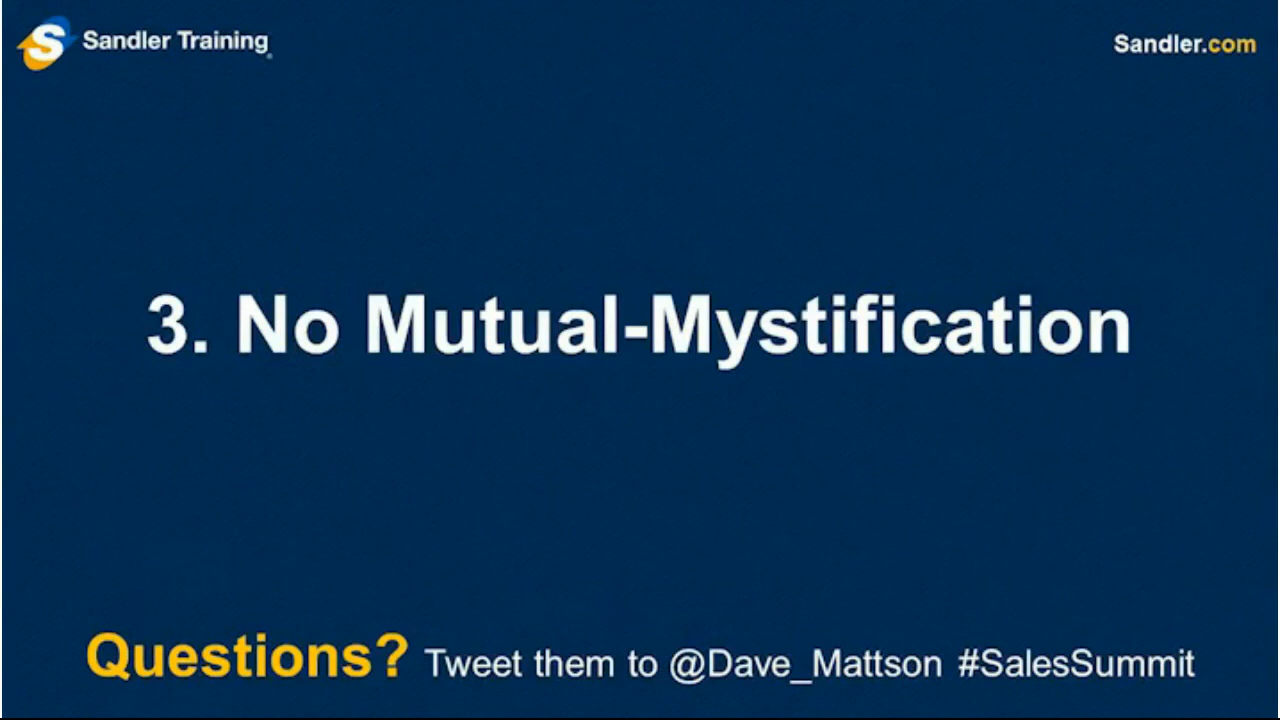 Sandler Training
Sandler.com
3. No Mutual-Mystification
Questions? Tweet them to @Dave_Mattson #SalesSummit